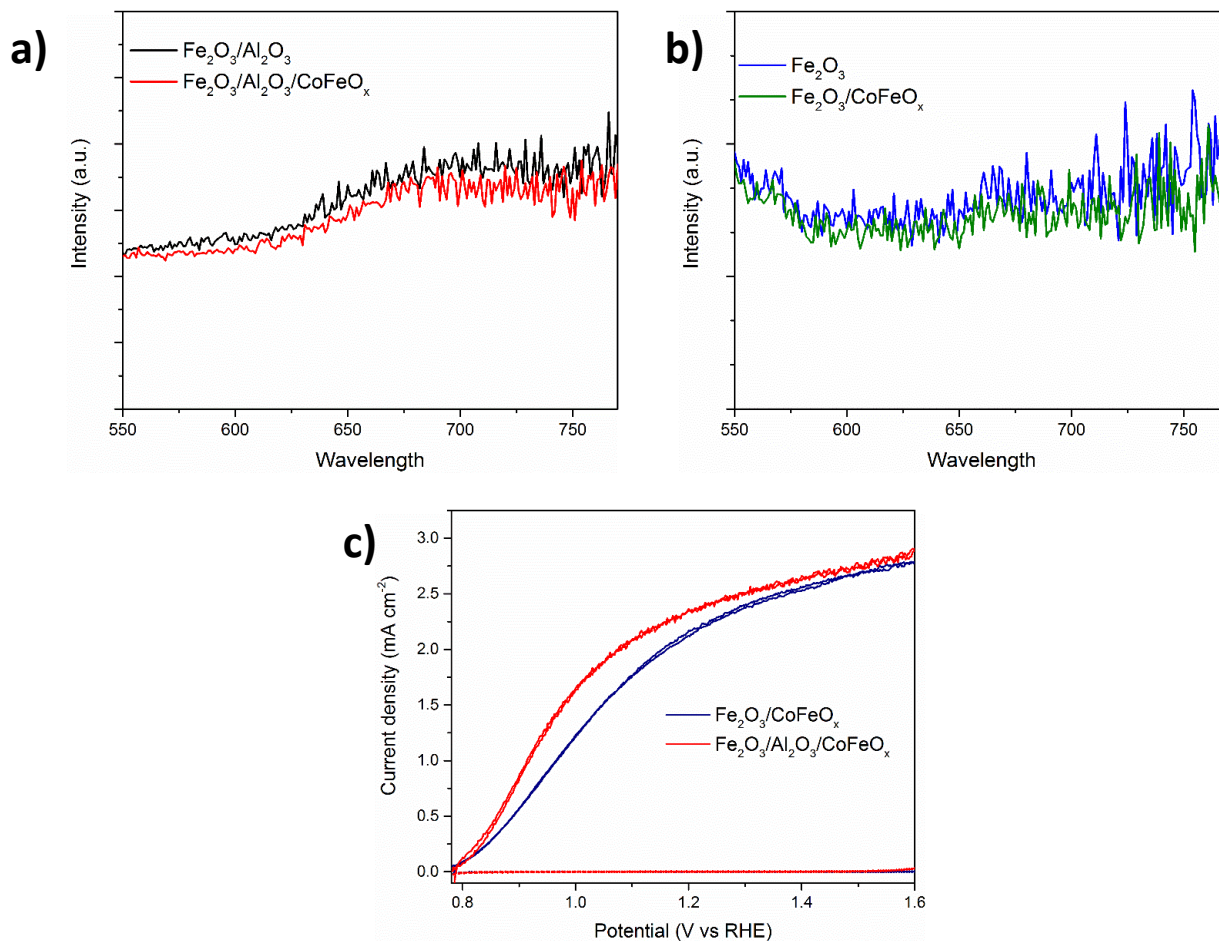 a)
Fe₂O₃/Al₂O₃
Fe₂O₃/Al₂O₃/CoFeOₓ
Intensity (a.u.)
550 600 650 700 750
Wavelength
b)
Fe₂O₃
Fe₂O₃/CoFeOₓ
Intensity (a.u.)
550 600 650 700 750
Wavelength
c)
3.0
2.5
2.0
1.5
1.0
0.5
0.0
Current density (mA cm⁻²)
Fe₂O₃/CoFeOₓ
Fe₂O₃/Al₂O₃/CoFeOₓ
0.8 1.0 1.2 1.4 1.6
Potential (V vs RHE)